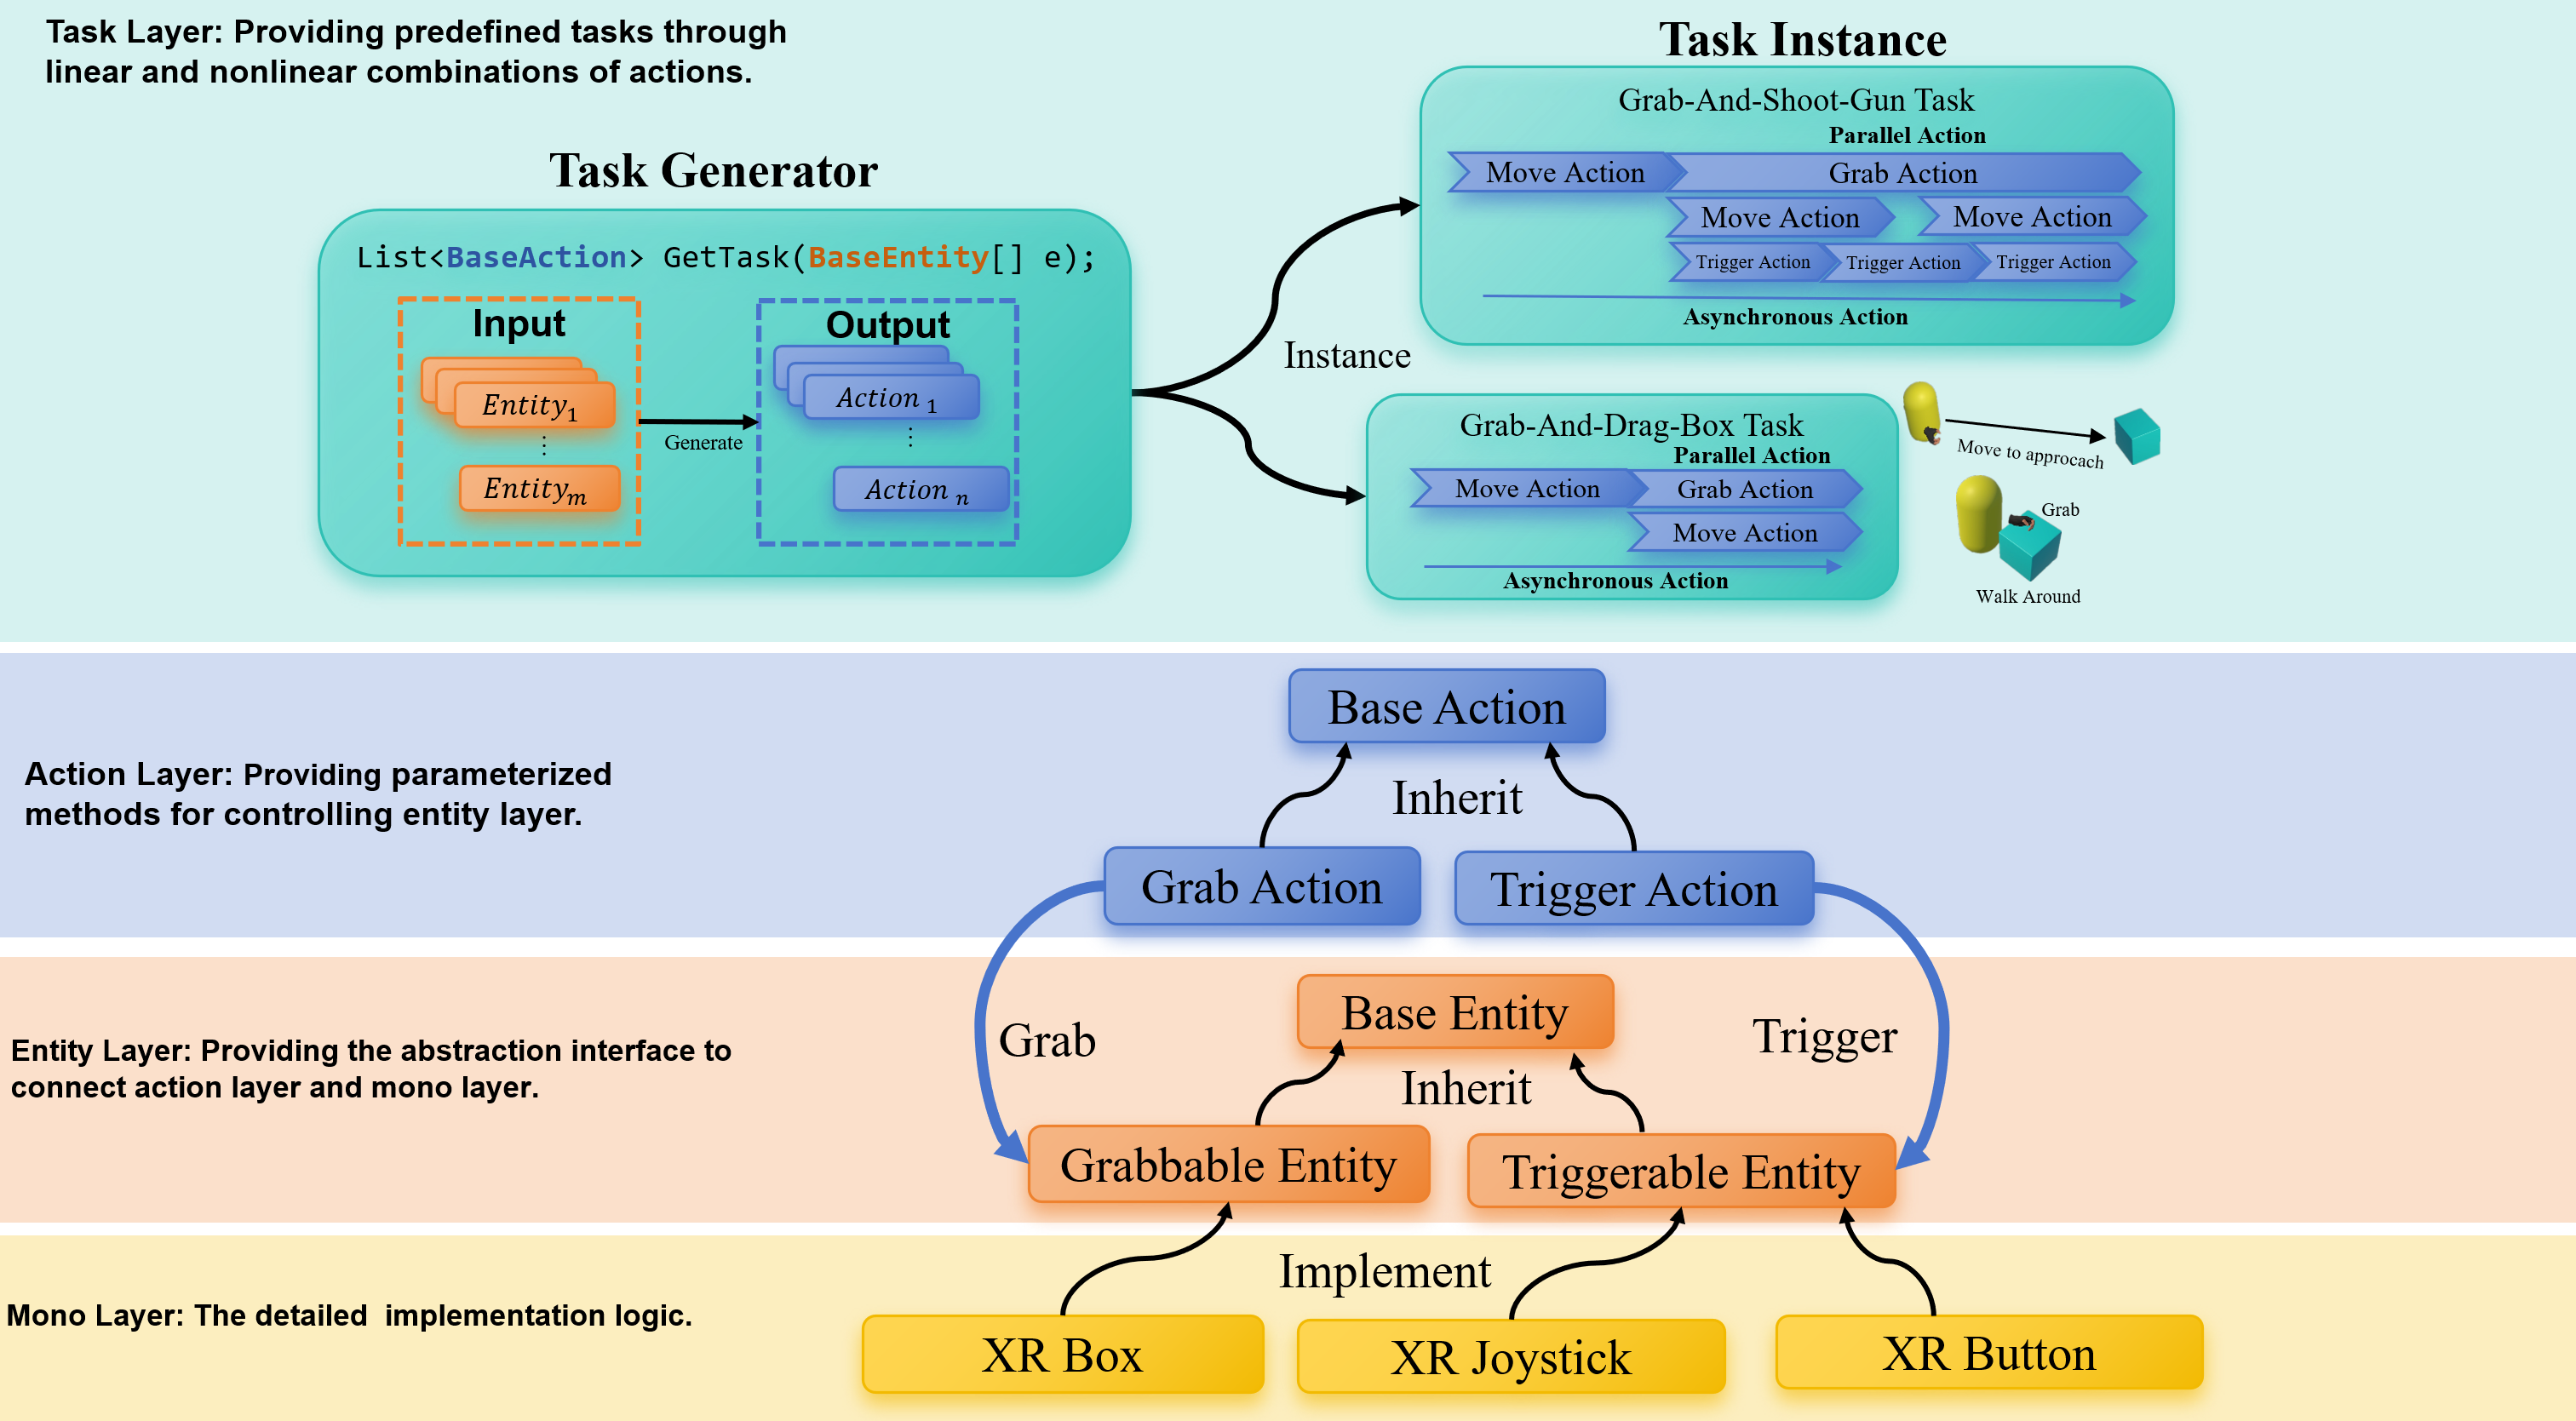 Task Layer: Providing predefined tasks through
linear and nonlinear combinations of actions.
Task Generator
List<BaseAction> GetTask(BaseEntity[] e);
Input
Entity1
⋮
Entitym
Generate
Output
Action 1
⋮
Action n
Instance
Task Instance
Grab-And-Shoot-Gun Task
Parallel Action
Move Action
Grab Action
Move Action
Move Action
Trigger Action
Trigger Action
Trigger Action
Asynchronous Action
Grab-And-Drag-Box Task
Parallel Action
Move Action
Grab Action
Move Action
Asynchronous Action
Move to approcach
Grab
Walk Around
Action Layer: Providing parameterized
methods for controlling entity layer.
Base Action
Inherit
Grab Action
Trigger Action
Entity Layer: Providing the abstraction interface to
connect action layer and mono layer.
Grab
Base Entity
Trigger
Inherit
Grabbable Entity
Triggerable Entity
Mono Layer: The detailed  implementation logic.
Implement
XR Box
XR Joystick
XR Button